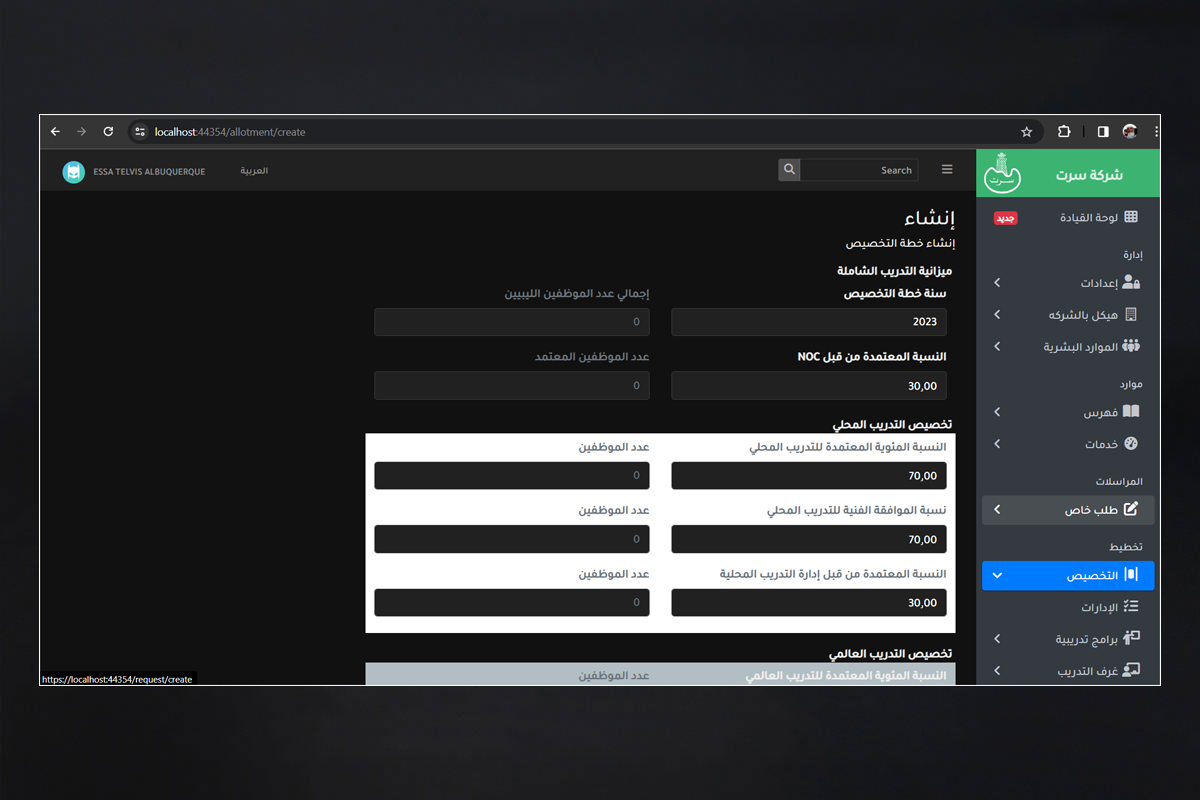 localhost:44354/allotment/create
ESSA TELVIS ALBUQUERQUE
العربية
Search
سرت
شركة سرت
لوحة القيادة
جديد
إدارة
إعدادات
هيكل بالشركه
الموارد البشرية
موارد
فهرس
خدمات
المراسلات
طلب خاص
تخطيط
التخصيص
الإدارات
برامج تدريبية
غرف التدريب
إنشاء
إنشاء خطة التخصيص
ميزانية التدريب الشاملة
سنة خطة التخصيص
إجمالي عدد الموظفين الليبيين
2023
0
النسبة المعتمدة من قبل NOC
عدد الموظفين المعتمد
30,00
0
تخصيص التدريب المحلي
النسبة المئوية المعتمدة للتدريب المحلي
عدد الموظفين
70,00
0
نسبة الموافقة الفنية للتدريب المحلي
عدد الموظفين
70,00
0
النسبة المعتمدة من قبل إدارة التدريب المحلية
عدد الموظفين
30,00
0
تخصيص التدريب العالمي
النسبة المئوية المعتمدة للتدريب العالمي
عدد الموظفين
https://localhost:44354/request/create